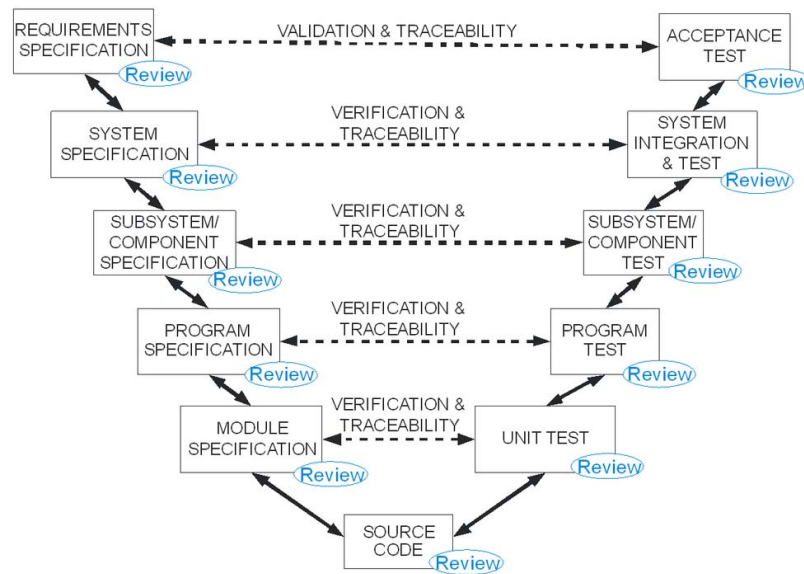 REQUIREMENTS
SPECIFICATION
Review
VALIDATION & TRACEABILITY
ACCEPTANCE
TEST
Review
SYSTEM
SPECIFICATION
Review
VERIFICATION &
TRACEABILITY
SYSTEM
INTEGRATION
& TEST
Review
SUBSYSTEM/
COMPONENT
SPECIFICATION
Review
VERIFICATION &
TRACEABILITY
SUBSYSTEM/
COMPONENT
TEST
Review
PROGRAM
SPECIFICATION
Review
VERIFICATION &
TRACEABILITY
PROGRAM
TEST
Review
MODULE
SPECIFICATION
Review
VERIFICATION &
TRACEABILITY
UNIT TEST
Review
SOURCE
CODE
Review